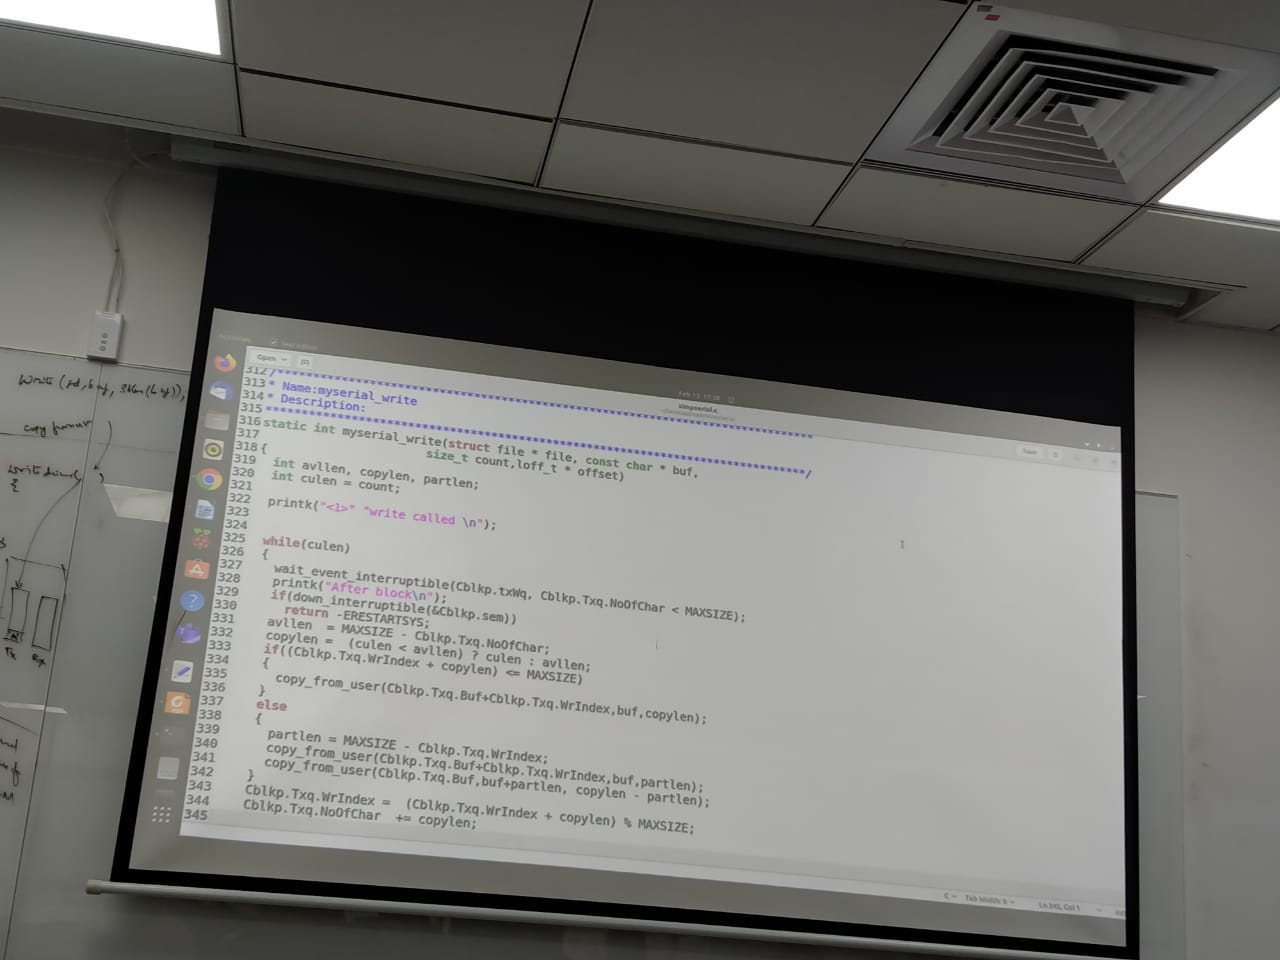 Write (fd, buf, strlen(buf)),
copy from usr
{
Tx Rx
Open
Feb 13 17:38
simpserial.c
Save
312 /****************************************************************************
313 * Name:myserial_write
314 * Description:
315 ****************************************************************************/
316 static int myserial_write(struct file * file, const char * buf,
317 size_t count,loff_t * offset)
318 {
319 int avllen, copylen, partlen;
320 int culen = count;
321
322 printk("<1>" "write called \n");
323
324
325 while(culen)
326 {
327 wait_event_interruptible(Cblkp.txWq, Cblkp.Txq.NoOfChar < MAXSIZE);
328 printk("After block\n");
329 if(down_interruptible(&Cblkp.sem))
330 return -ERESTARTSYS;
331 avllen = MAXSIZE - Cblkp.Txq.NoOfChar;
332 copylen = (culen < avllen) ? culen : avllen;
333 if((Cblkp.Txq.WrIndex + copylen) <= MAXSIZE)
334 {
335 copy_from_user(Cblkp.Txq.Buf+Cblkp.Txq.WrIndex,buf,copylen);
336 }
337 else
338 {
339 partlen = MAXSIZE - Cblkp.Txq.WrIndex;
340 copy_from_user(Cblkp.Txq.Buf+Cblkp.Txq.WrIndex,buf,partlen);
341 copy_from_user(Cblkp.Txq.Buf,buf+partlen, copylen - partlen);
342 }
343 Cblkp.Txq.WrIndex = (Cblkp.Txq.WrIndex + copylen) % MAXSIZE;
344 Cblkp.Txq.NoOfChar += copylen;
345
C Tab Width: 8 Ln 345, Col 1